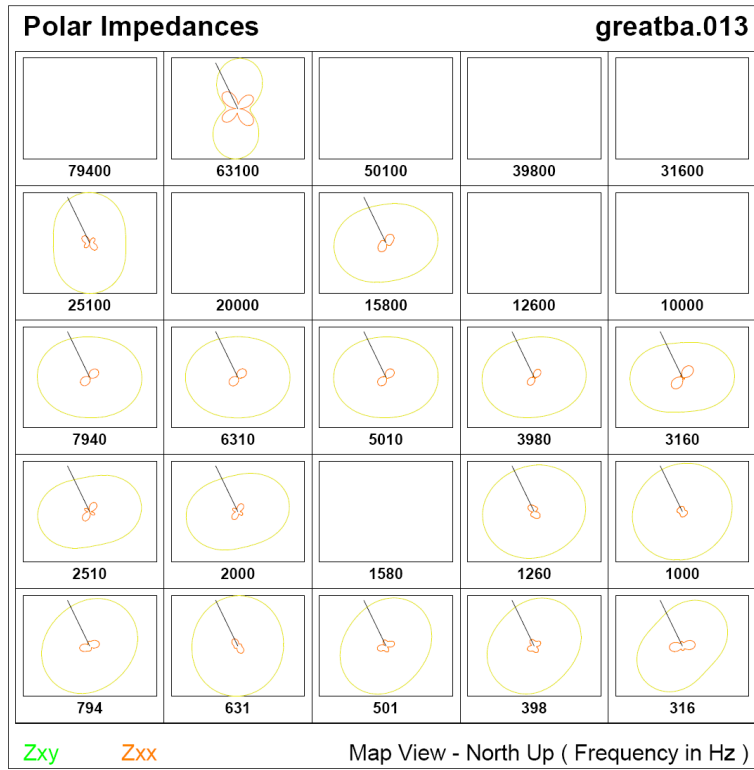 Polar Impedances greatba.013
79400 63100 50100 39800 31600
25100 20000 15800 12600 10000
7940 6310 5010 3980 3160
2510 2000 1580 1260 1000
794 631 501 398 316
Zxy Zxx Map View - North Up ( Frequency in Hz )